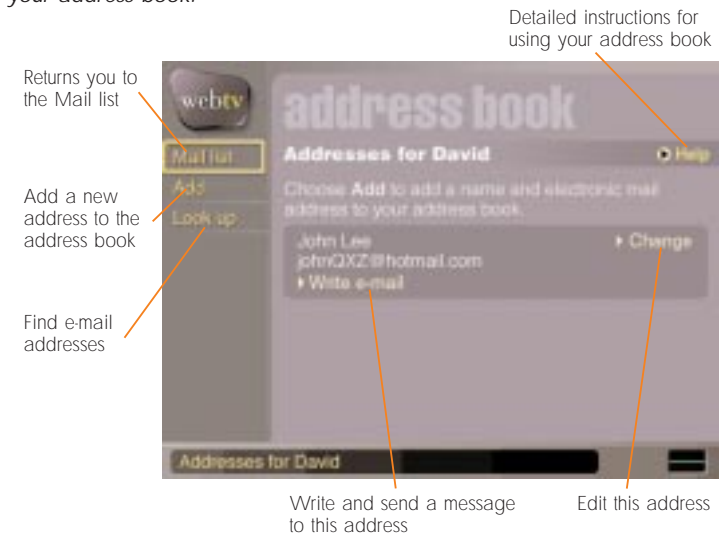 your address book.
Detailed instructions for
using your address book
Returns you to
the Mail list
webtv
address book
Mail list
Addresses for David
Help
Add
Choose Add to add a name and electronic mail
address to your address book.
Add a new
address to the
address book
Look up
John Lee
Change
johnQXZ@hotmail.com
Write e-mail
Find e-mail
addresses
Addresses for David
Write and send a message
to this address
Edit this address